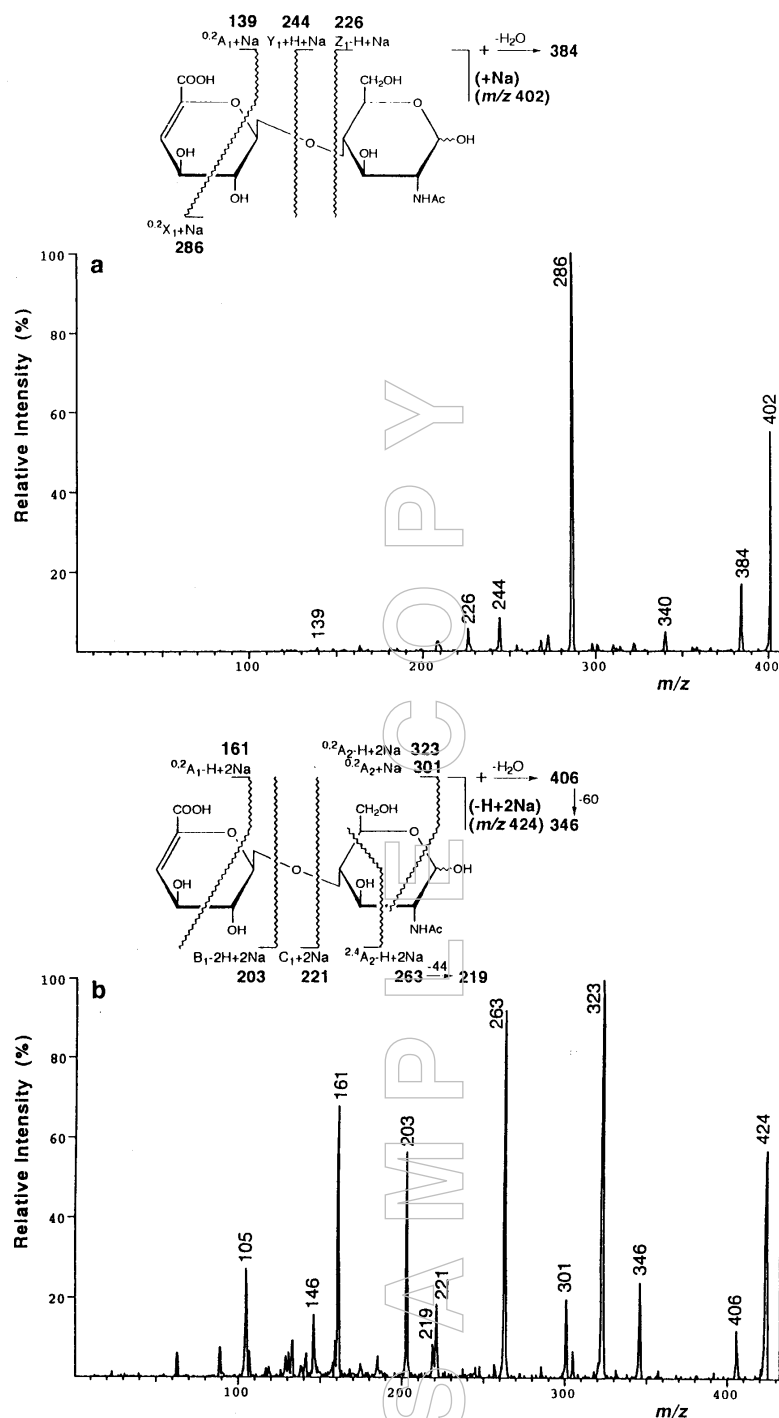 139 244 226
0,2A1+Na Y1+H+Na Z1-H+Na
+ -H2O → 384
(+Na)
(m/z 402)
COOH O CH2OH O
OH O OH OH
OH NHAc
0,2X1+Na
286
a
Relative Intensity (%)
100
80
60
40
20
139
226
244
286
340
384
402
100 200 300 400
m/z
161 0,2A2-H+2Na 323
0,2A1-H+2Na 0,2A2+Na 301
+ -H2O → 406
-60
(-H+2Na)
(m/z 424) 346
COOH O CH2OH O
OH O OH OH
OH NHAc
B1-2H+2Na C1+2Na 2,4A2-H+2Na
203 221 263 -44 → 219
b
Relative Intensity (%)
100
80
60
40
20
105
146
161
203
219
221
263
301
323
346
406
424
100 200 300 400
m/z
SAMPLE COPY